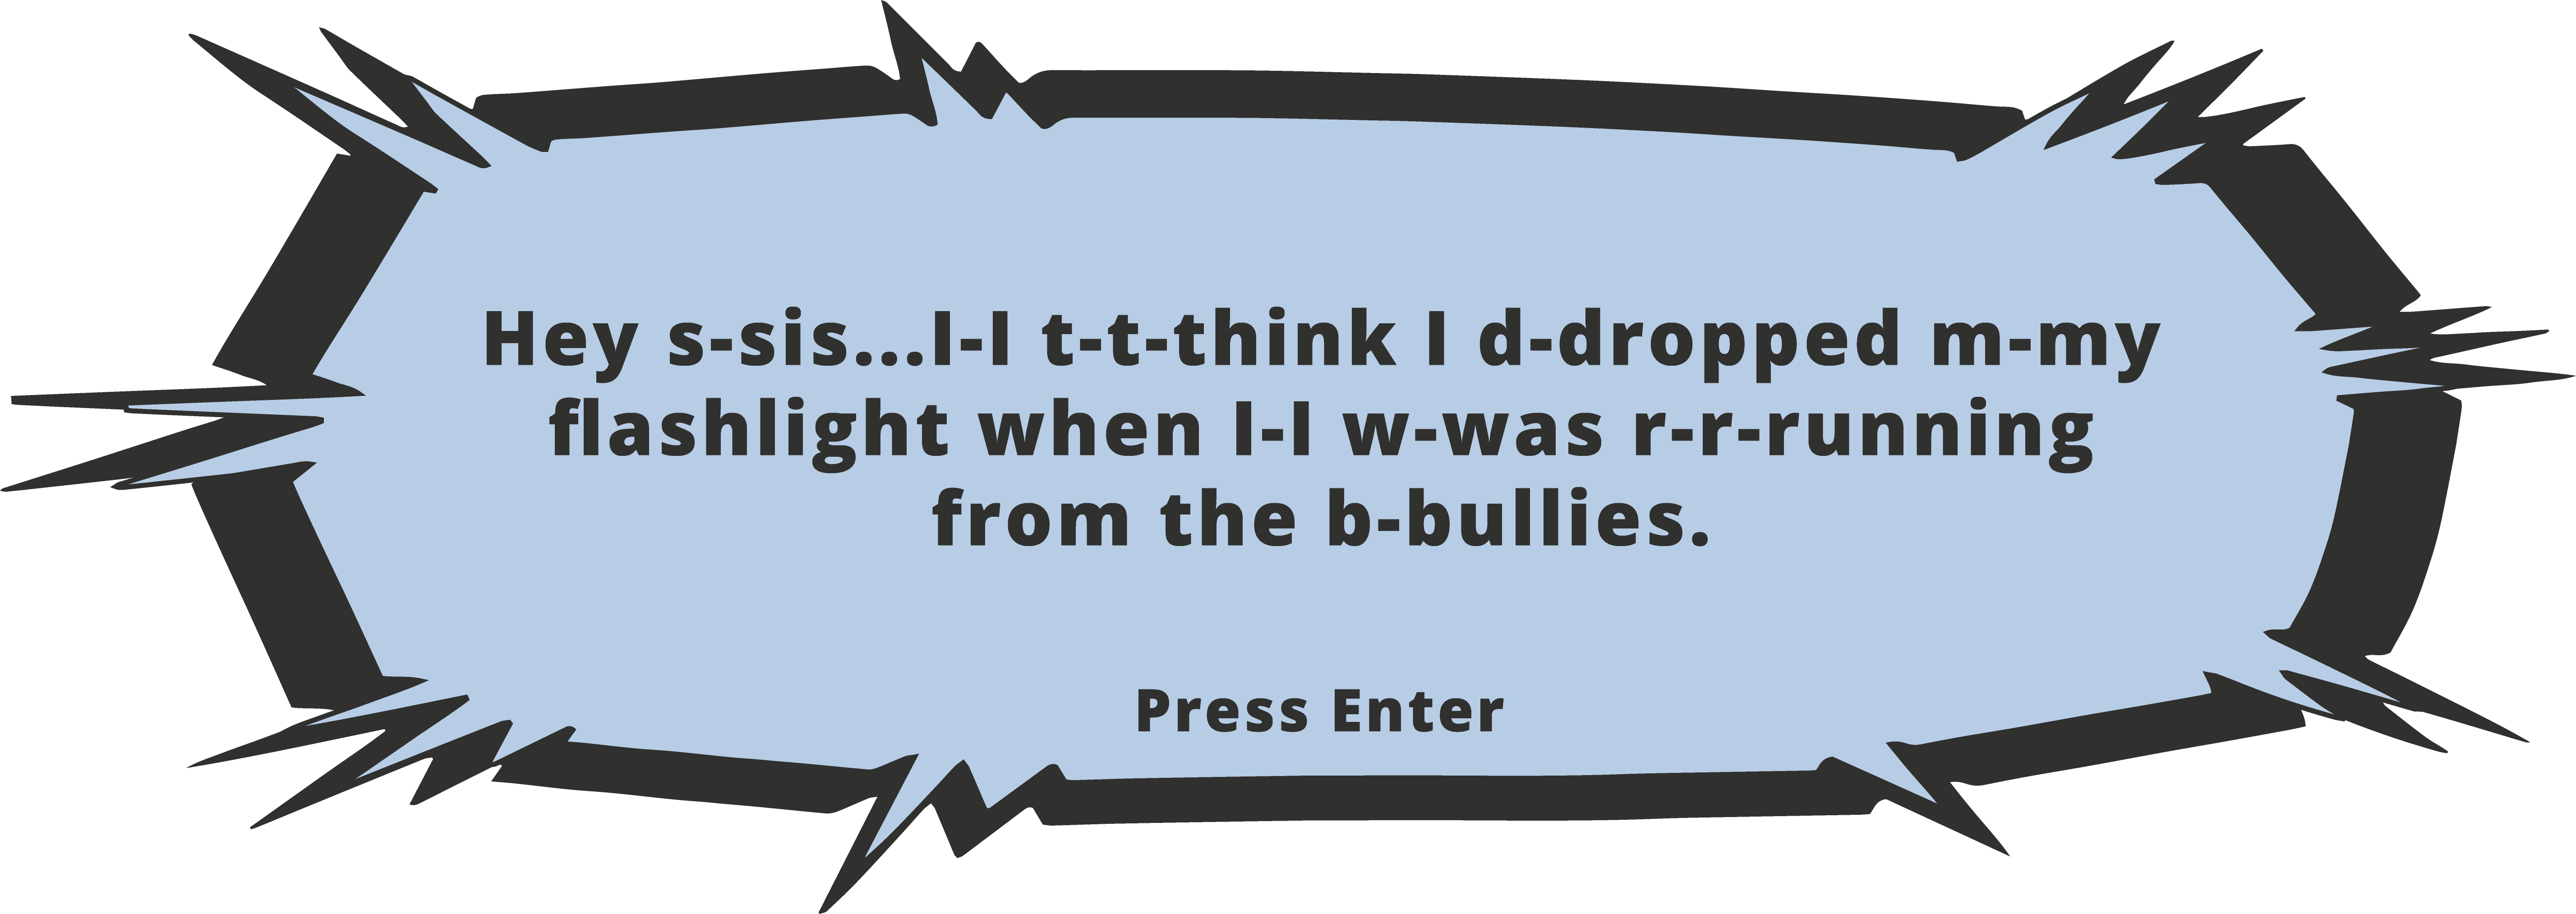 Hey s-sis...I-I t-t-think I d-dropped m-my
flashlight when I-I w-was r-r-running
from the b-bullies.
Press Enter